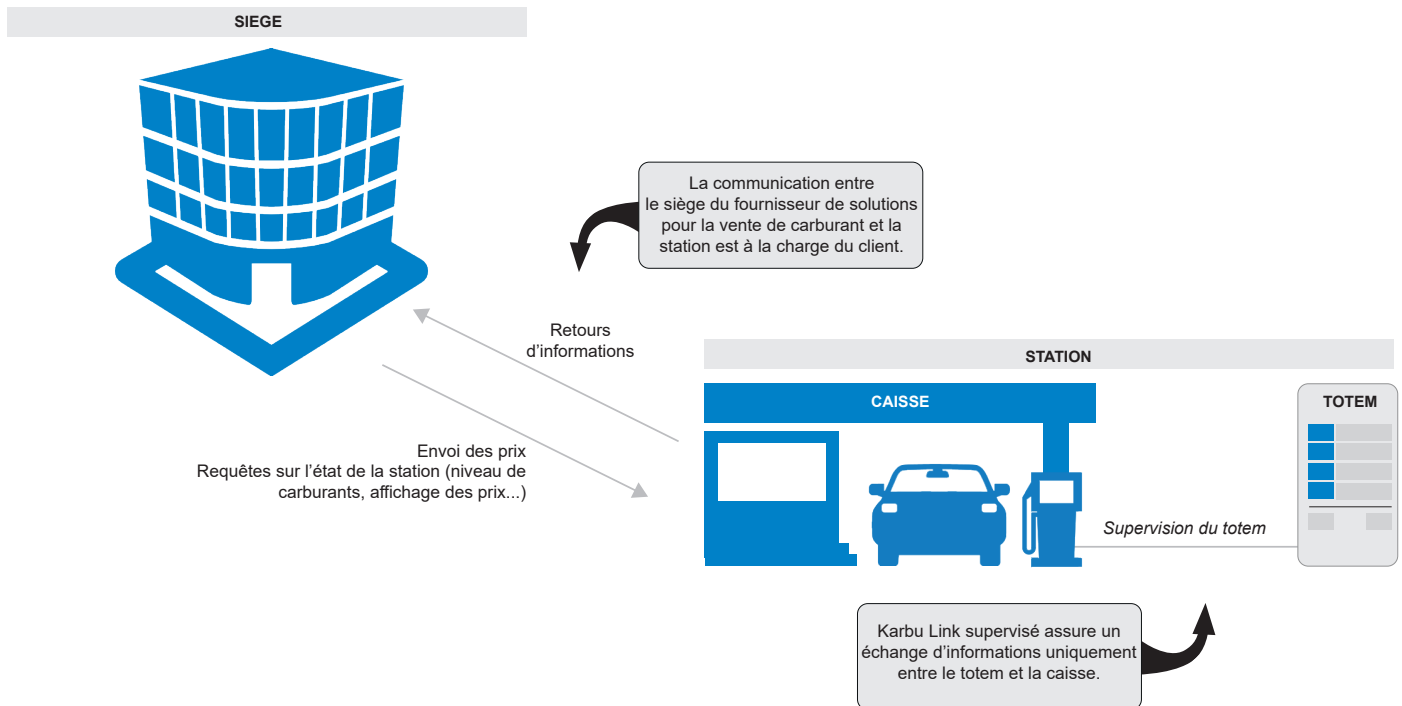 SIEGE
La communication entre
le siège du fournisseur de solutions
pour la vente de carburant et la
station est à la charge du client.
Retours
d’informations
Envoi des prix
Requêtes sur l’état de la station (niveau de
carburants, affichage des prix...)
STATION
CAISSE
TOTEM
Supervision du totem
Karbu Link supervisé assure un
échange d’informations uniquement
entre le totem et la caisse.